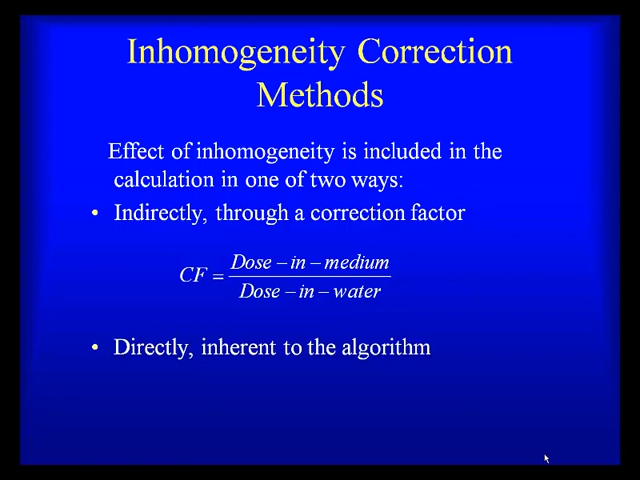 Inhomogeneity Correction
Methods
Effect of inhomogeneity is included in the
calculation in one of two ways:
• Indirectly, through a correction factor
CF = Dose – in – medium / Dose – in – water
• Directly, inherent to the algorithm